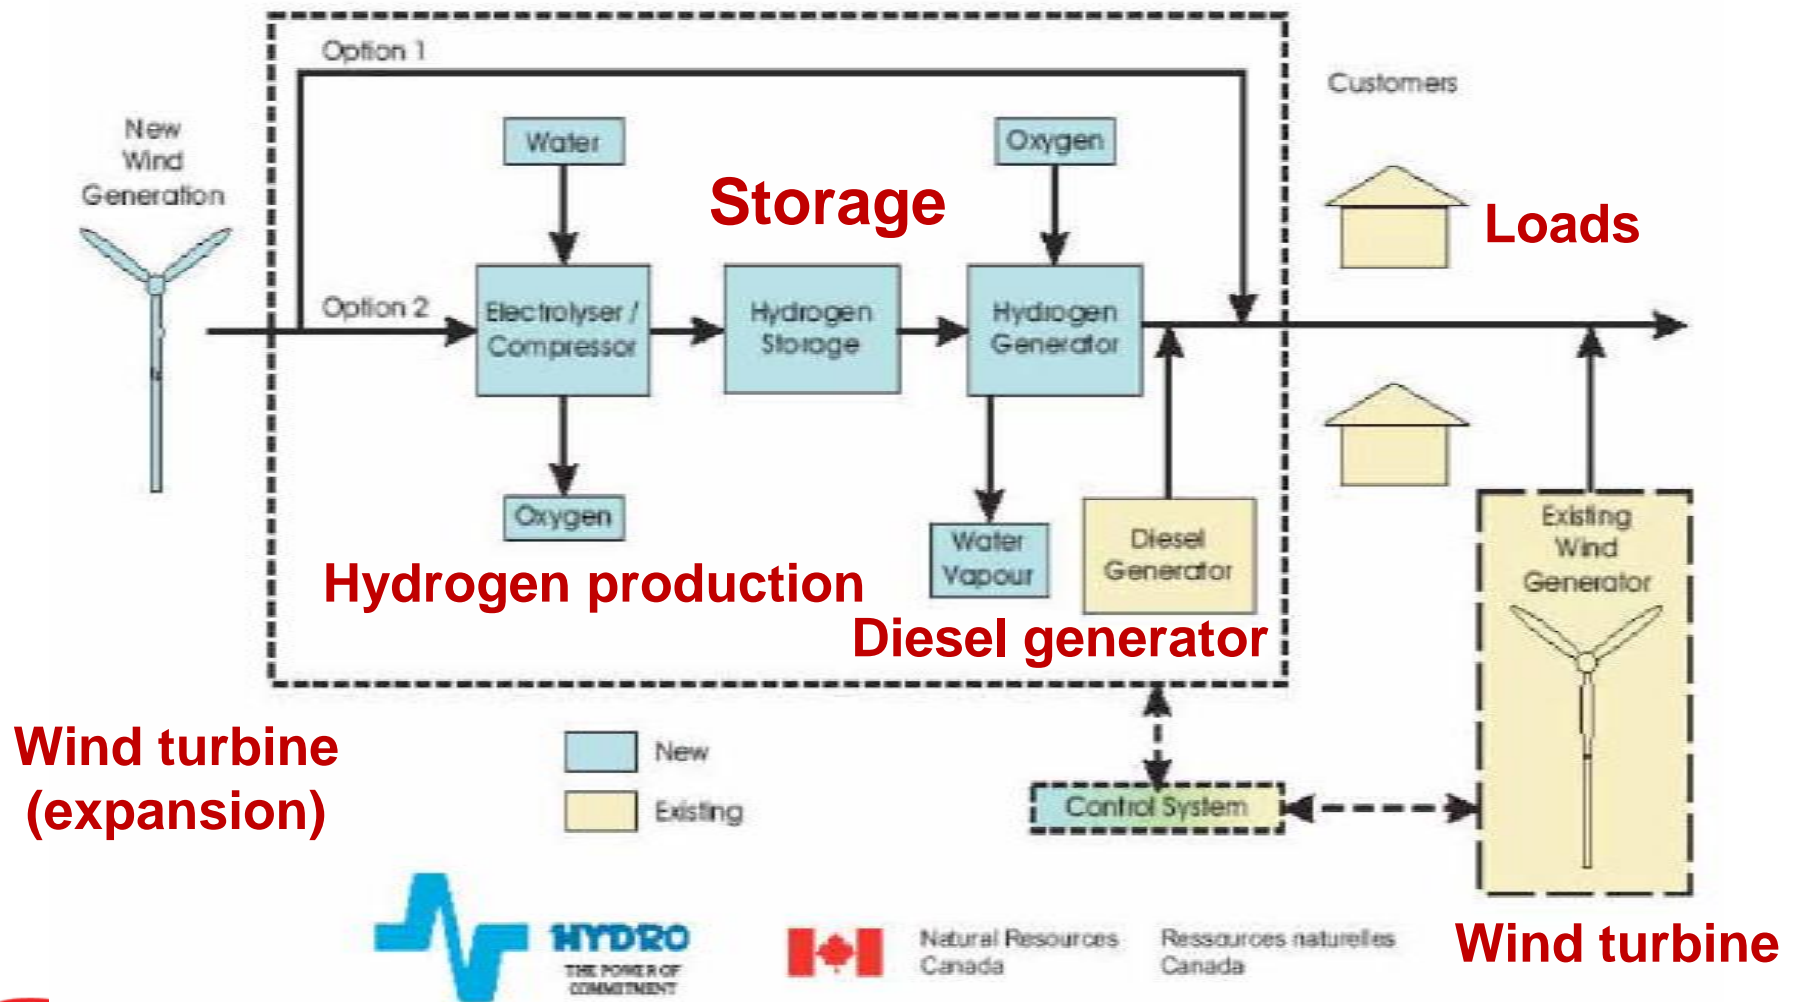 Option 1
Customers
New
Wind
Generation
Water
Oxygen
Storage
Loads
Option 2
Electrolyser /
Compressor
Hydrogen
Storage
Hydrogen
Generator
Oxygen
Water
Vapour
Diesel
Generator
Existing
Wind
Generator
Hydrogen production
Diesel generator
Wind turbine
(expansion)
New
Existing
Control System
HYDRO
THE POWER OF
COMMITMENT
Natural Resources
Canada
Ressources naturelles
Canada
Wind turbine